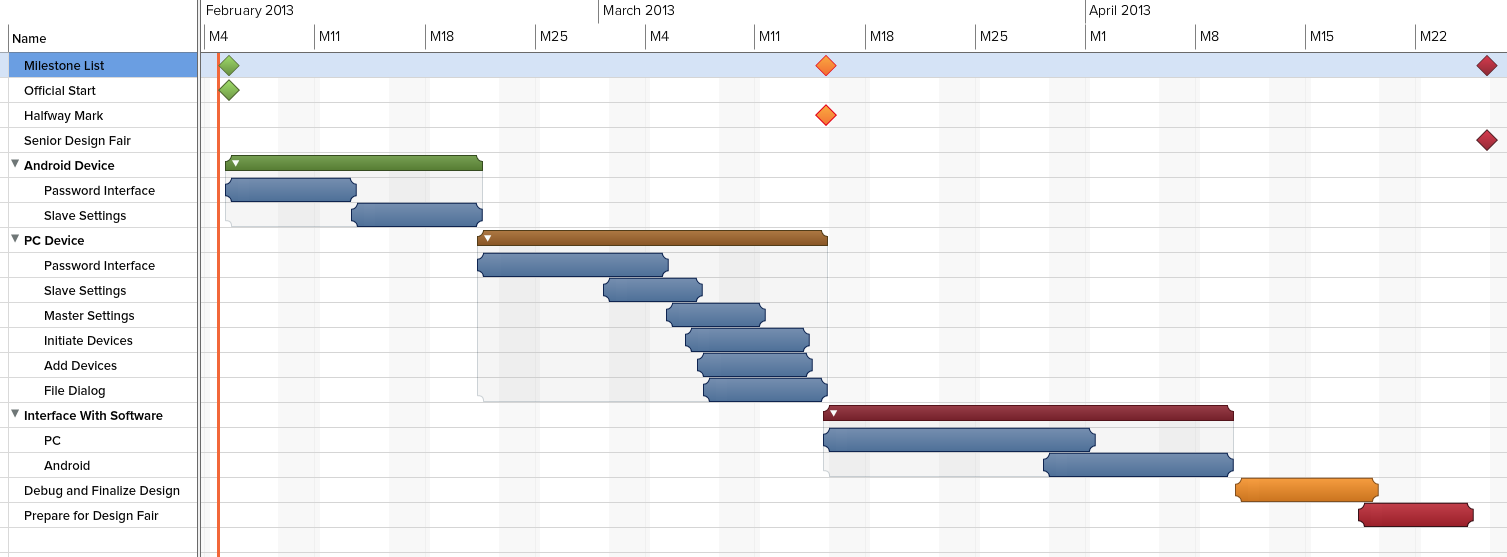 February 2013 March 2013 April 2013
Name M4 M11 M18 M25 M4 M11 M18 M25 M1 M8 M15 M22
Milestone List
Official Start
Halfway Mark
Senior Design Fair
Android Device
Password Interface
Slave Settings
PC Device
Password Interface
Slave Settings
Master Settings
Initiate Devices
Add Devices
File Dialog
Interface With Software
PC
Android
Debug and Finalize Design
Prepare for Design Fair